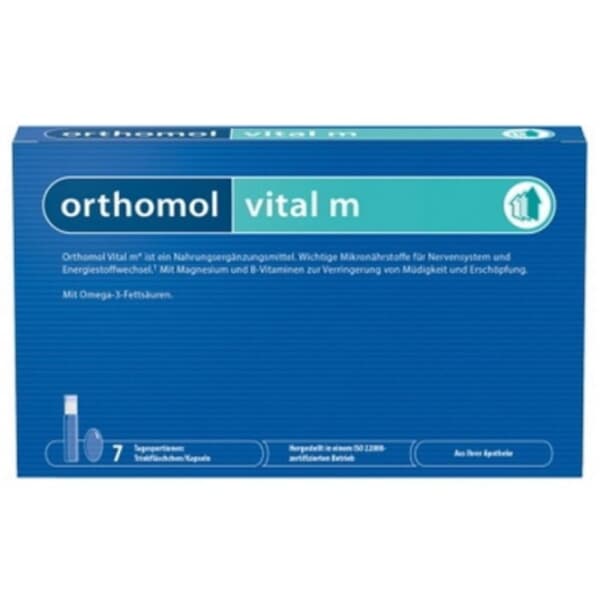 orthomol vital m
orthomol vital m
Orthomol Vital m® ist ein Nahrungsergänzungsmittel. Wichtige Mikronährstoffe für Nervensystem und
Energiestoffwechsel.¹ Mit Magnesium und B-Vitaminen zur Verringerung von Müdigkeit und Erschöpfung.
Mit Omega-3-Fettsäuren.
7 Tagesportionen:
Trinkfläschchen/Kapseln
Hergestellt in einem ISO 22000-
zertifizierten Betrieb
Aus Ihrer Apotheke